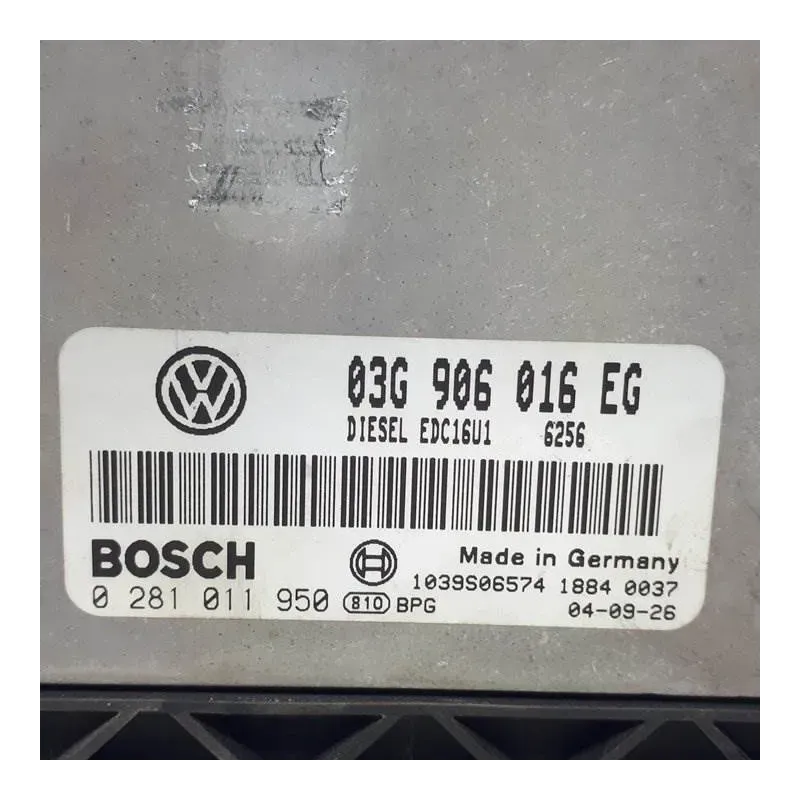 03G 906 016 EG
DIESEL EDC16U1 6256
BOSCH
Made in Germany
1039S06574 1884 0037
0 281 011 950 810 BPG
04-09-26